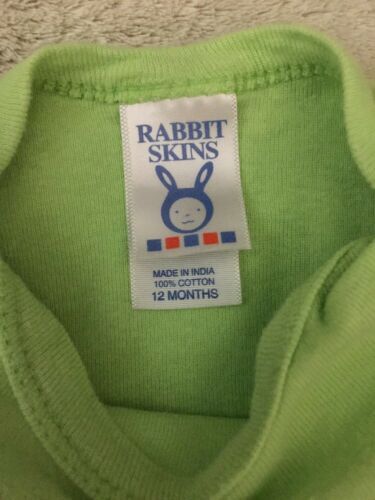 RABBIT
SKINS
MADE IN INDIA
100% COTTON
12 MONTHS